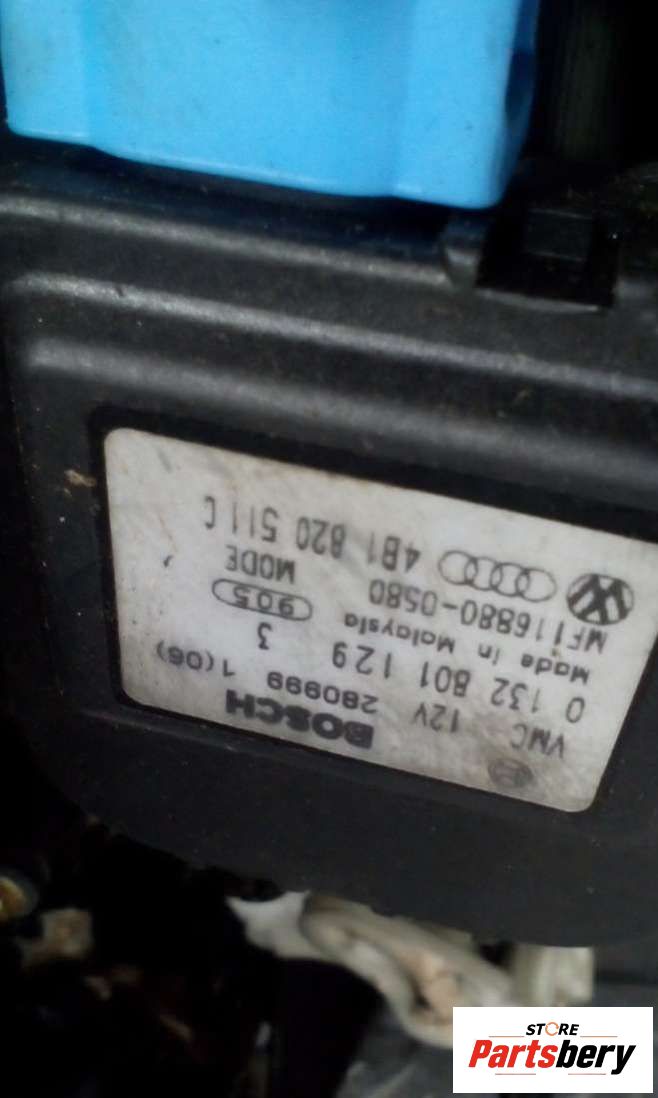 BOSCH
VMC 12V 280999 1(06)
0 132 801 129 3
Made in Malaysia 905
MF116880-0580 MODE
4B1 820 511 C
STORE
Partsbery